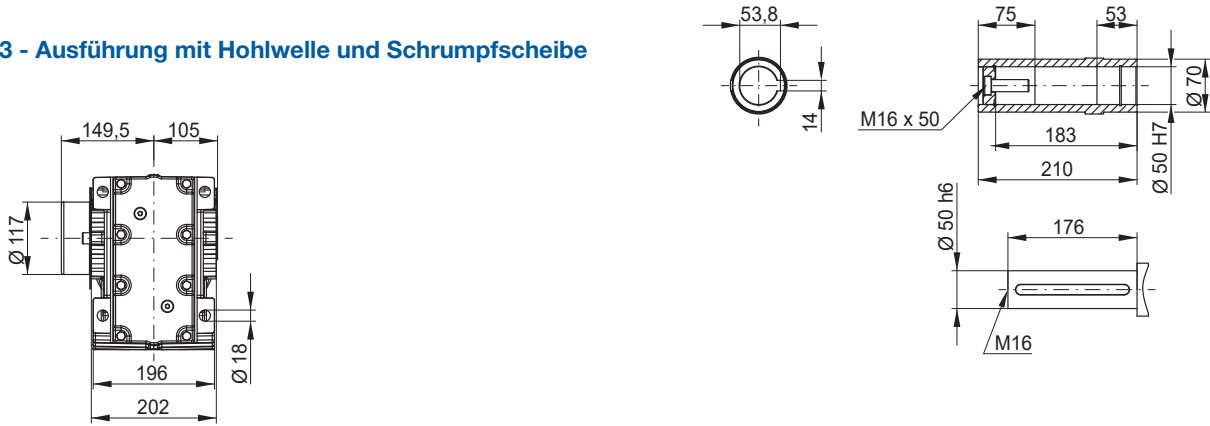 3 - Ausführung mit Hohlwelle und Schrumpfscheibe
149,5
105
Ø 117
Ø 18
196
202
53,8
14
75
53
M16 x 50
183
210
Ø 50 H7
Ø 70
Ø 50 h6
176
M16